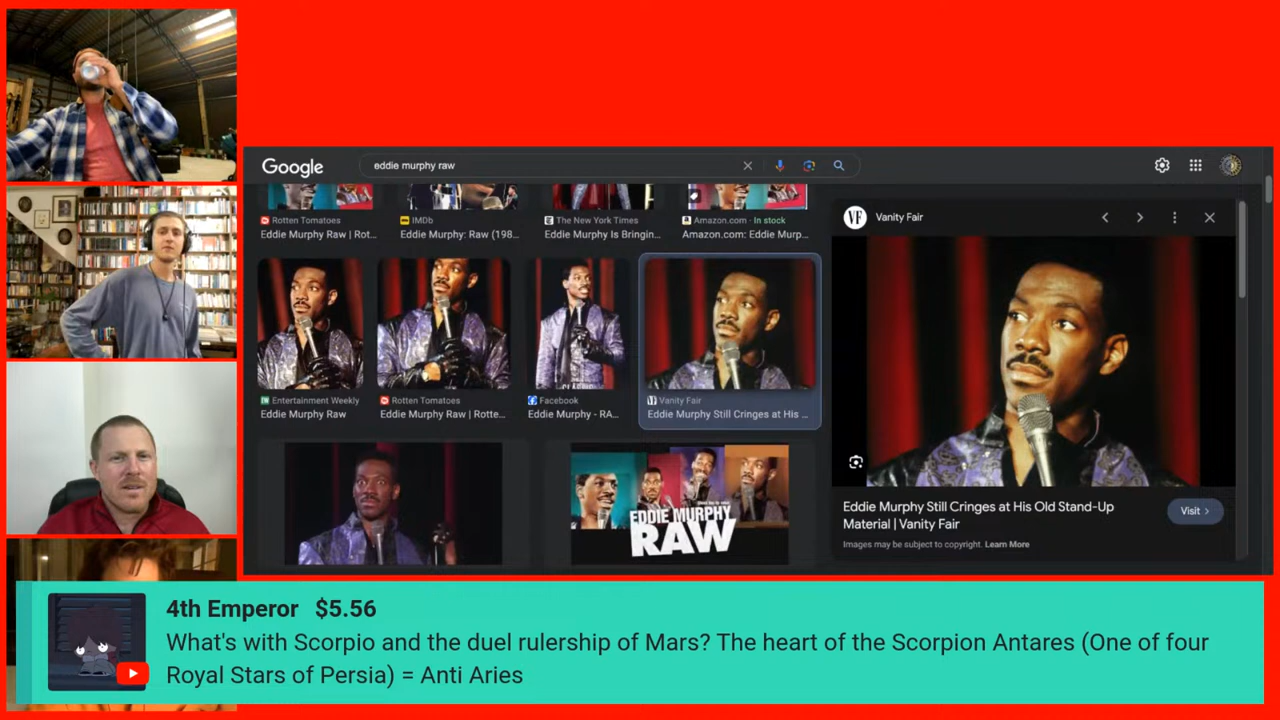 Google
eddie murphy raw
Rotten Tomatoes
Eddie Murphy Raw | Rot...
IMDb
Eddie Murphy: Raw (198...
The New York Times
Eddie Murphy Is Bringin...
Amazon.com · In stock
Amazon.com: Eddie Murp...
VF
Vanity Fair
Entertainment Weekly
Eddie Murphy Raw
Rotten Tomatoes
Eddie Murphy Raw | Rotte...
Facebook
Eddie Murphy - RA...
Vanity Fair
Eddie Murphy Still Cringes at His ...
EDDIE MURPHY
RAW
Eddie Murphy Still Cringes at His Old Stand-Up
Material | Vanity Fair
Visit
Images may be subject to copyright. Learn More
4th Emperor $5.56
What's with Scorpio and the duel rulership of Mars? The heart of the Scorpion Antares (One of four
Royal Stars of Persia) = Anti Aries